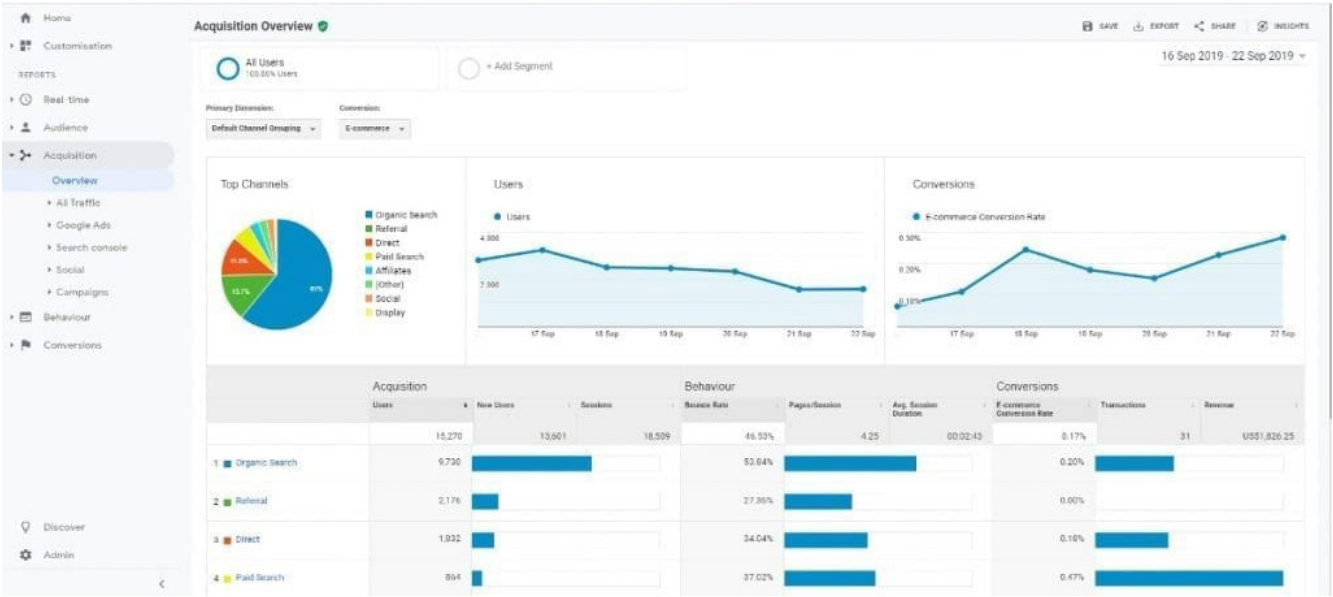 Home
Customisation
REPORTS
Real-time
Audience
Acquisition
Overview
All Traffic
Google Ads
Search console
Social
Campaigns
Behaviour
Conversions
Discover
Admin
Acquisition Overview
SAVE EXPORT SHARE INSIGHTS
16 Sep 2019 - 22 Sep 2019
All Users
100.00% Users
+ Add Segment
Primary Dimension: Conversion:
Default Channel Grouping E-commerce
Top Channels
Organic Search
Referral
Direct
Paid Search
Affiliates
(Other)
Social
Display
15.7%
Users
Users
4,000
2,000
17 Sep 18 Sep 19 Sep 20 Sep 21 Sep 22 Sep
Conversions
E-commerce Conversion Rate
0.30%
0.20%
0.10%
17 Sep 18 Sep 19 Sep 20 Sep 21 Sep 22 Sep
Acquisition Behaviour Conversions
Users New Users Sessions Bounce Rate Pages/Session Avg. Session Duration E-commerce Conversion Rate Transactions Revenue
15,270 13,601 18,509 46.53% 4.25 00:02:43 0.17% 31 US$1,826.25
1 Organic Search 9,730 53.84% 0.20%
2 Referral 2,176 27.36% 0.00%
3 Direct 1,832 34.04% 0.18%
4 Paid Search 864 37.02% 0.47%